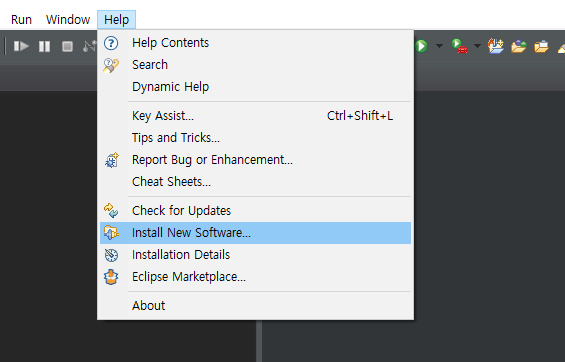 Run Window Help
Help Contents
Search
Dynamic Help
Key Assist... Ctrl+Shift+L
Tips and Tricks...
Report Bug or Enhancement...
Cheat Sheets...
Check for Updates
Install New Software...
Installation Details
Eclipse Marketplace...
About